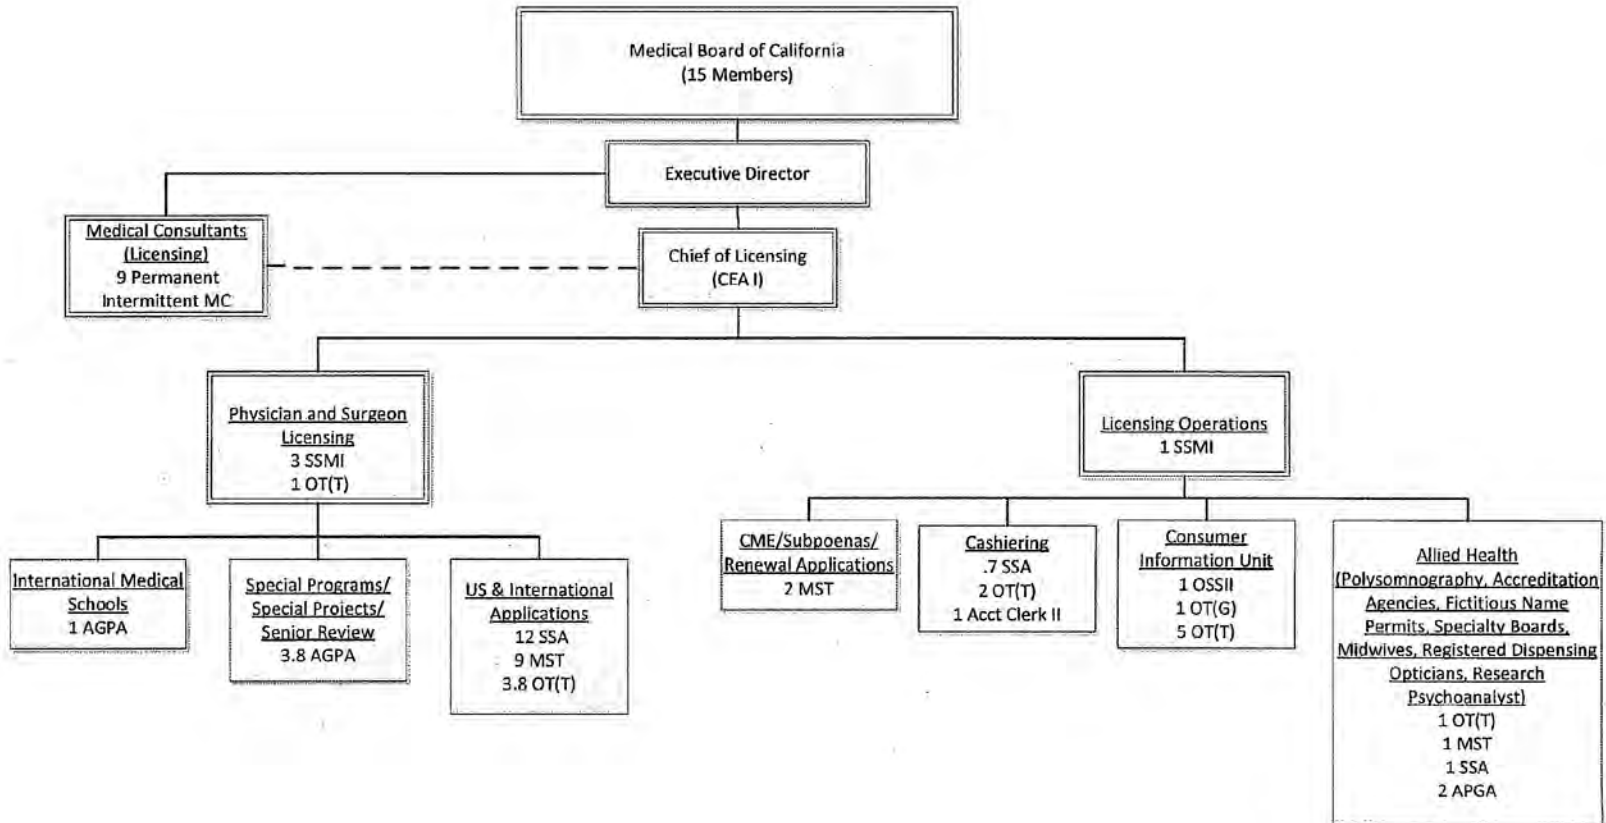 Medical Board of California
(15 Members)
Executive Director
Medical Consultants
(Licensing)
9 Permanent
Intermittent MC
Chief of Licensing
(CEA I)
Physician and Surgeon
Licensing
3 SSMI
1 OT(T)
Licensing Operations
1 SSMI
International Medical
Schools
1 AGPA
Special Programs/
Special Projects/
Senior Review
3.8 AGPA
US & International
Applications
12 SSA
9 MST
3.8 OT(T)
CME/Subpoenas/
Renewal Applications
2 MST
Cashiering
.7 SSA
2 OT(T)
1 Acct Clerk II
Consumer
Information Unit
1 OSSII
1 OT(G)
5 OT(T)
Allied Health
(Polysomnography, Accreditation
Agencies, Fictitious Name
Permits, Specialty Boards,
Midwives, Registered Dispensing
Opticians, Research
Psychoanalyst)
1 OT(T)
1 MST
1 SSA
2 APGA